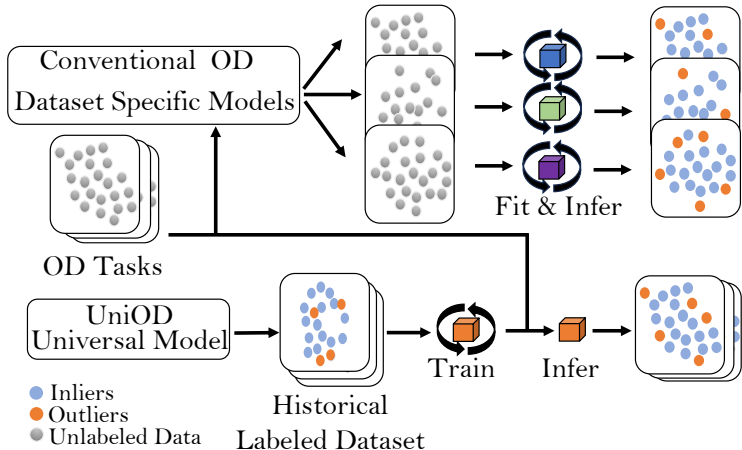 Conventional OD
Dataset Specific Models
Fit & Infer
OD Tasks
UniOD
Universal Model
Train
Infer
Inliers
Outliers
Unlabeled Data
Historical
Labeled Dataset